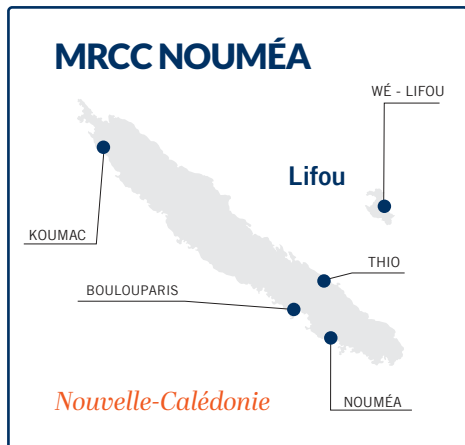 MRCC NOUMÉA
WÉ - LIFOU
Lifou
KOUMAC
THIO
BOULOUPARIS
Nouvelle-Calédonie
NOUMÉA